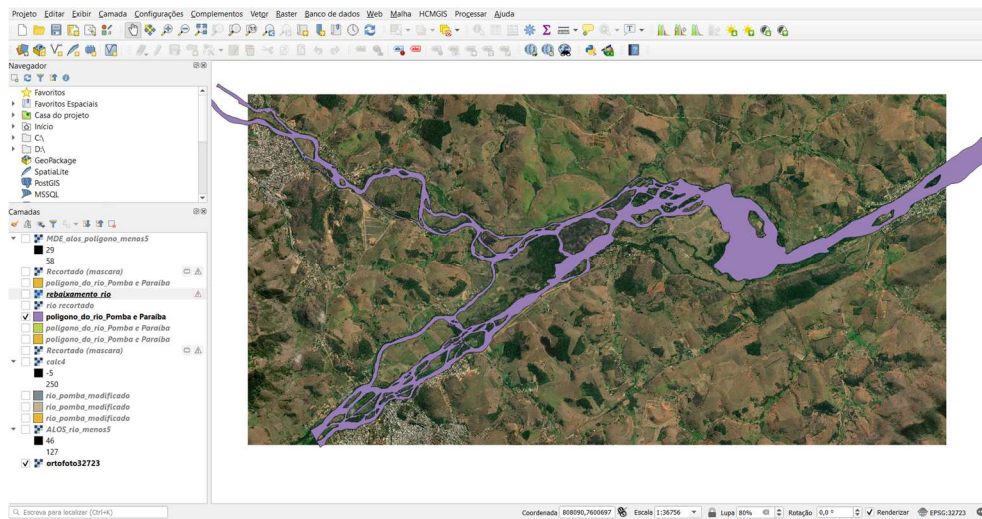 Projeto Editar Exibir Camada Configurações Complementos Vetor Raster Banco de dados Web Malha HCMGIS Processar Ajuda
Navegador
Favoritos
Favoritos Espaciais
Casa do projeto
Início
C:\
D:\
GeoPackage
SpatiaLite
PostGIS
MSSQL
Camadas
MDE_alos_poligono_menos5
29
58
Recortado (mascara)
poligono_do_rio_Pomba e Paraiba
rebaixamento_rio
rio recortado
poligono_do_rio_Pomba e Paraiba
poligono_do_rio_Pomba e Paraiba
poligono_do_rio_Pomba e Paraiba
Recortado (mascara)
calc4
-5
250
rio_pomba_modificado
rio_pomba_modificado
rio_pomba_modificado
ALOS_rio_menos5
46
127
ortofoto32723
Escreva para localizar (Ctrl+K)
Coordenada 808090,7600697 Escala 1:36756 Lupa 80% Rotação 0,0 ° Renderizar EPSG:32723